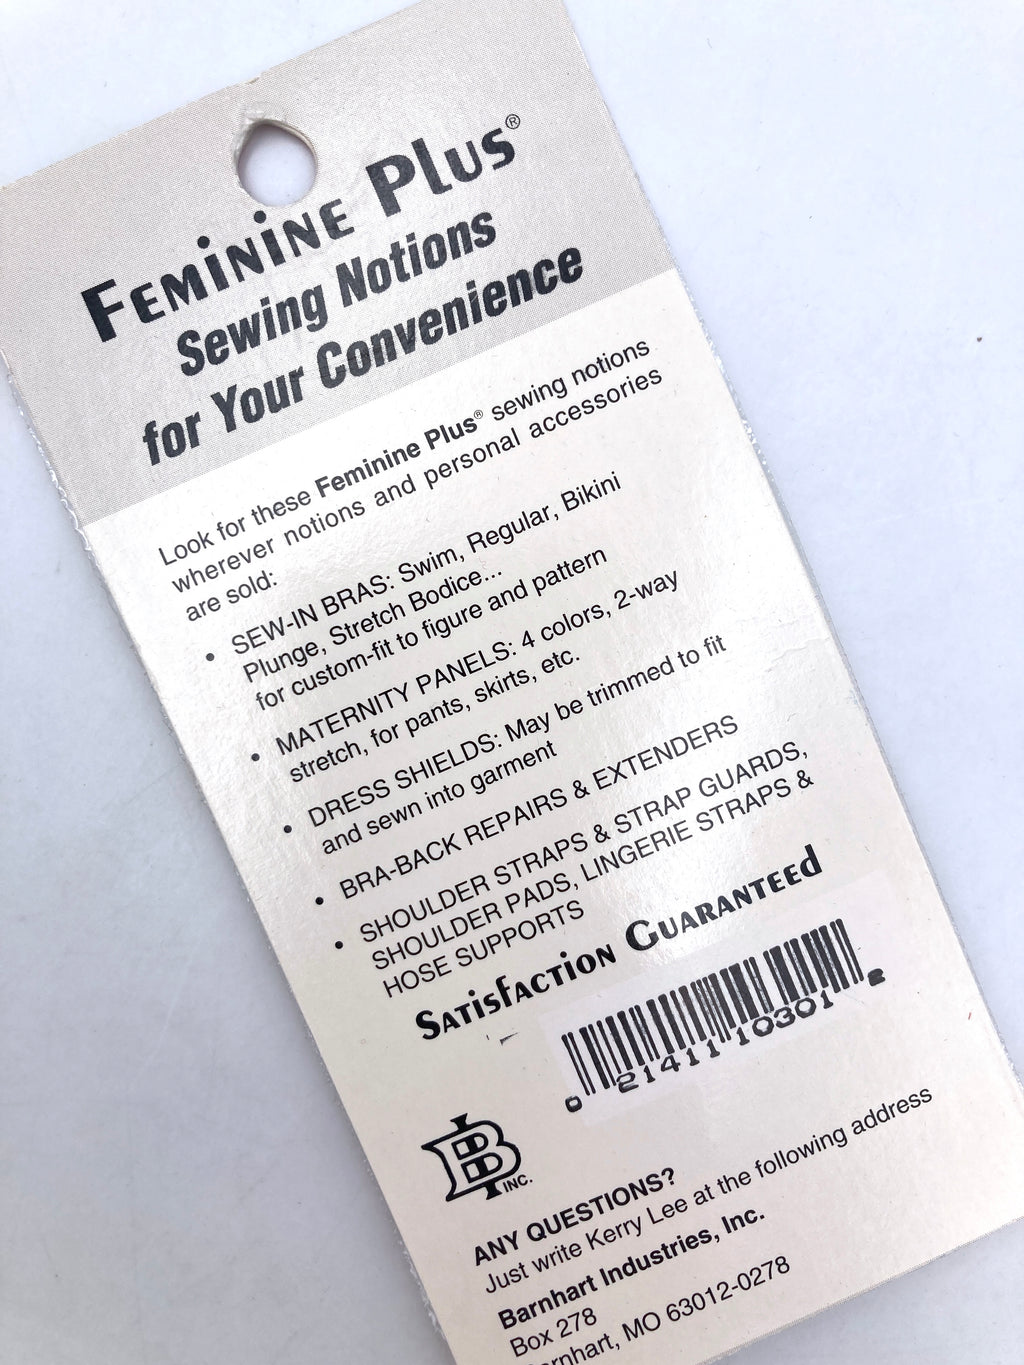 Feminine Plus®
Sewing Notions
for Your Convenience
Look for these Feminine Plus® sewing notions
wherever notions and personal accessories
are sold:
• SEW-IN BRAS: Swim, Regular, Bikini
Plunge, Stretch Bodice...
for custom-fit to figure and pattern
• MATERNITY PANELS: 4 colors, 2-way
stretch, for pants, skirts, etc.
• DRESS SHIELDS: May be trimmed to fit
and sewn into garment
• BRA-BACK REPAIRS & EXTENDERS
• SHOULDER STRAPS & STRAP GUARDS,
SHOULDER PADS, LINGERIE STRAPS &
HOSE SUPPORTS
Satisfaction Guaranteed
0 21411 10301 2
B INC.
ANY QUESTIONS?
Just write Kerry Lee at the following address
Barnhart Industries, Inc.
Box 278
arnhart, MO 63012-0278